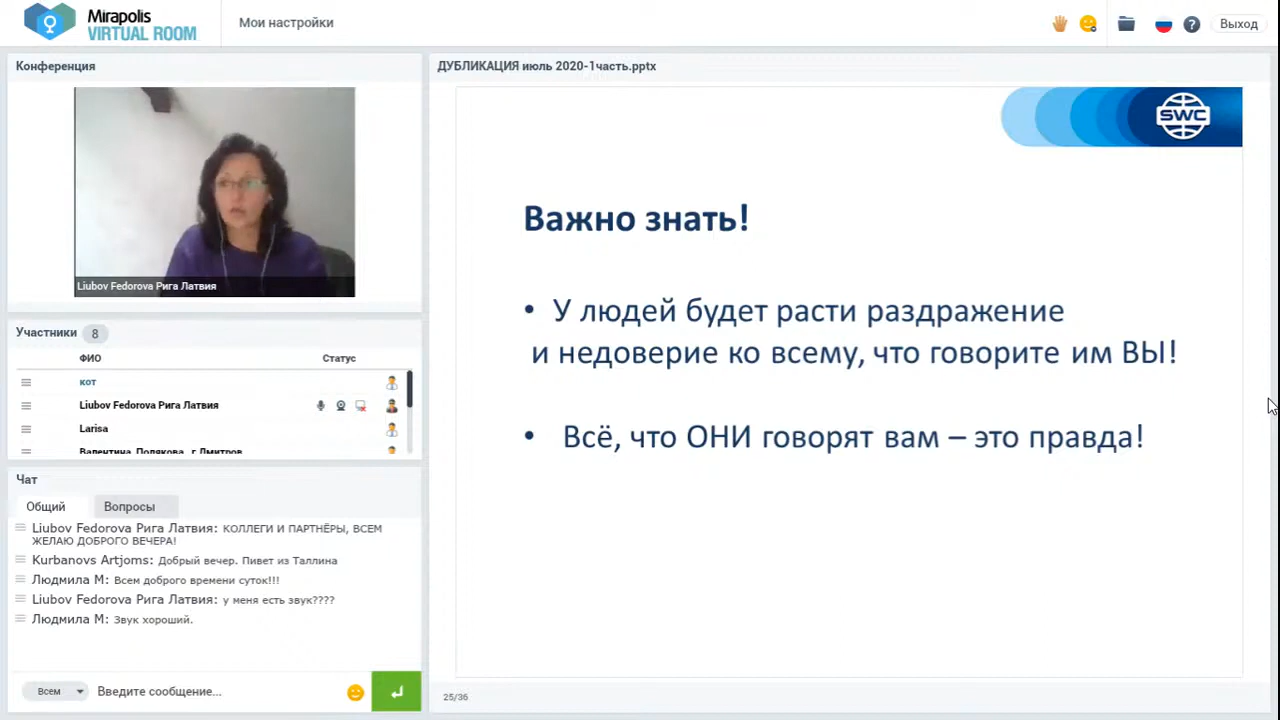 Mirapolis
VIRTUAL ROOM
Мои настройки
?
Выход
Конференция
Liubov Fedorova Рига Латвия
Участники 8
ФИО Статус
кот
Liubov Fedorova Рига Латвия
Larisa
Валентина Полякова г Дмитров
Чат
Общий Вопросы
Liubov Fedorova Рига Латвия: КОЛЛЕГИ И ПАРТНЁРЫ, ВСЕМ
ЖЕЛАЮ ДОБРОГО ВЕЧЕРА!
Kurbanovs Artjoms: Добрый вечер. Пивет из Таллина
Людмила М: Всем доброго времени суток!!!
Liubov Fedorova Рига Латвия: у меня есть звук????
Людмила М: Звук хороший.
Всем Введите сообщение...
ДУБЛИКАЦИЯ июль 2020-1часть.pptx
SWC
Важно знать!
• У людей будет расти раздражение
и недоверие ко всему, что говорите им ВЫ!
• Всё, что ОНИ говорят вам – это правда!
25/36